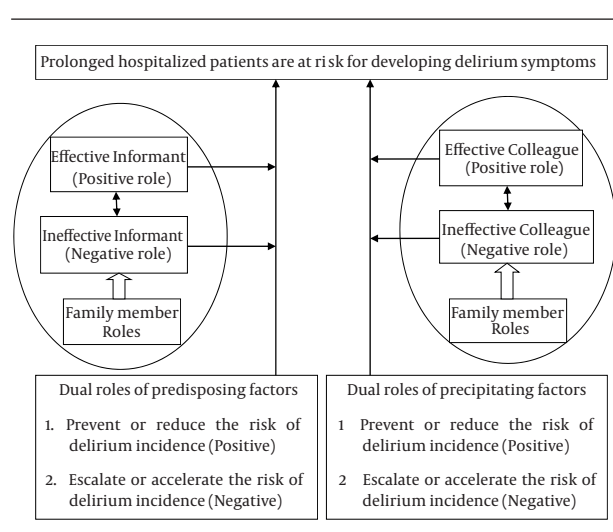 Prolonged hospitalized patients are at risk for developing delirium symptoms
Effective Informant
(Positive role)
Ineffective Informant
(Negative role)
Family member
Roles
Effective Colleague
(Positive role)
Ineffective Colleague
(Negative role)
Family member
Roles
Dual roles of predisposing factors
1. Prevent or reduce the risk of
delirium incidence (Positive)
2. Escalate or accelerate the risk of
delirium incidence (Negative)
Dual roles of precipitating factors
1 Prevent or reduce the risk of
delirium incidence (Positive)
2 Escalate or accelerate the risk of
delirium incidence (Negative)